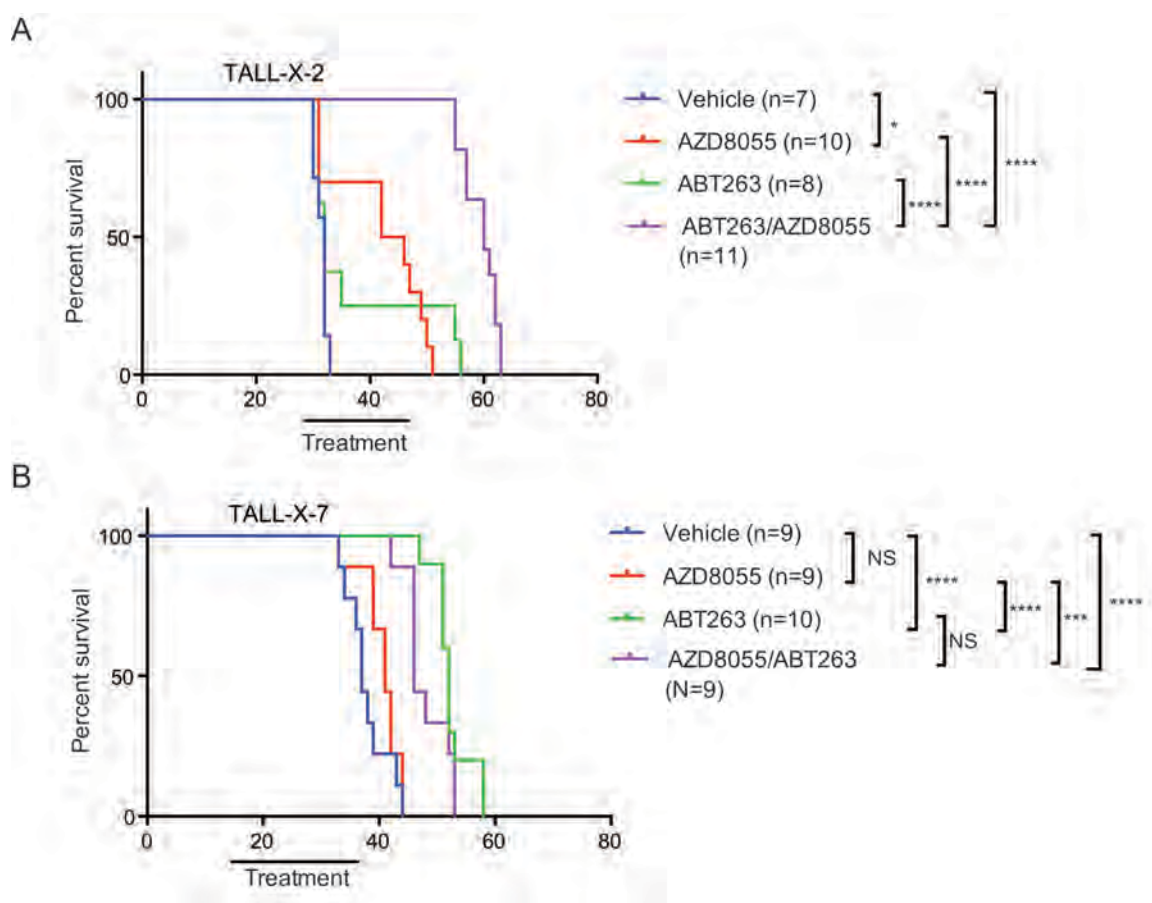 A
TALL-X-2
100
50
0
Percent survival
0 20 40 60 80
Treatment
Vehicle (n=7)
AZD8055 (n=10)
ABT263 (n=8)
ABT263/AZD8055
(n=11)
*
****
****
****
B
TALL-X-7
100
50
0
Percent survival
0 20 40 60 80
Treatment
Vehicle (n=9)
AZD8055 (n=9)
ABT263 (n=10)
AZD8055/ABT263
(N=9)
NS
****
NS
****
***
****